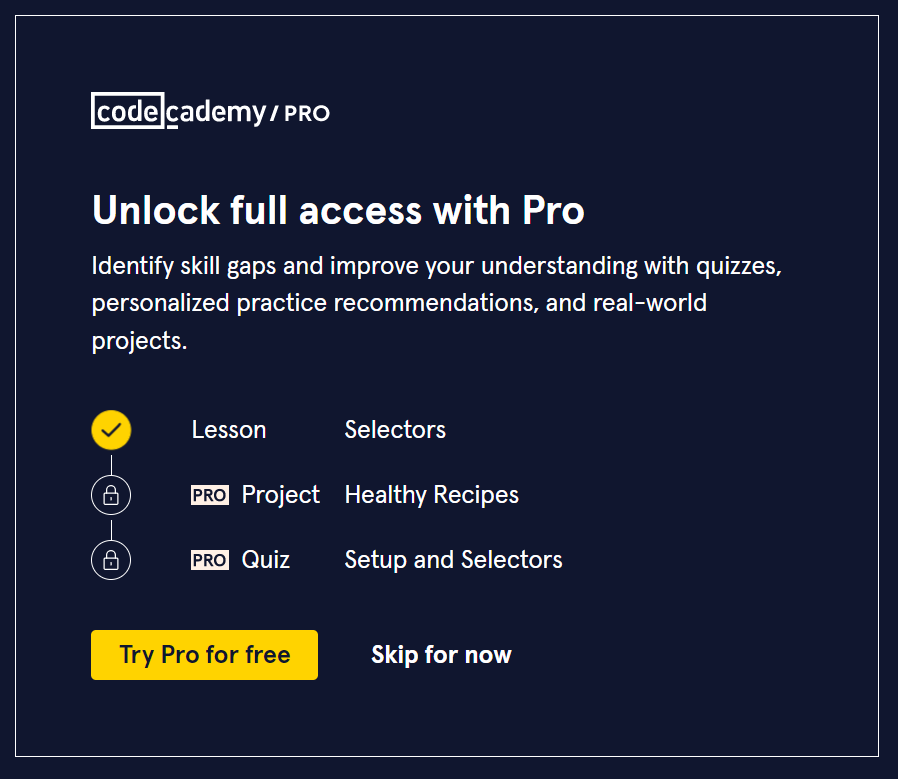 codecademy/PRO
Unlock full access with Pro
Identify skill gaps and improve your understanding with quizzes,
personalized practice recommendations, and real-world
projects.
Lesson Selectors
PRO Project Healthy Recipes
PRO Quiz Setup and Selectors
Try Pro for free Skip for now